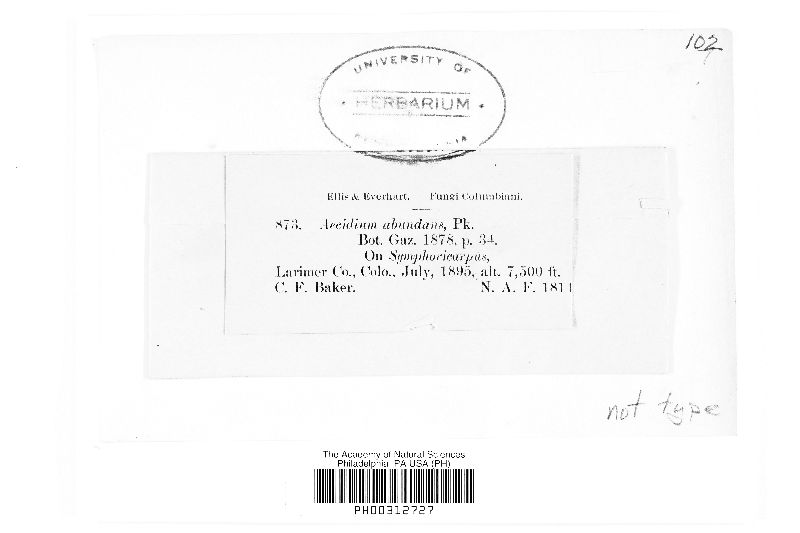 102
UNIVERSITY OF
HERBARIUM
Ellis & Everhart. Fungi Columbiani.
873. Aecidium abundans, Pk.
Bot. Gaz. 1878, p. 34.
On Symphoricarpus,
Larimer Co., Colo., July, 1895, alt. 7,500 ft.
C. F. Baker. N. A. F. 1811
not type
The Academy of Natural Sciences
Philadelphia PA USA (PH)
PH00312727